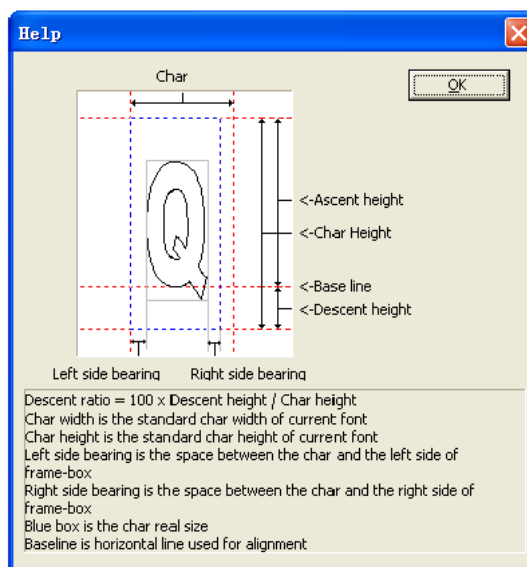 Help
Char
OK
<-Ascent height
<-Char Height
<-Base line
<-Descent height
Left side bearing Right side bearing
Descent ratio = 100 x Descent height / Char height
Char width is the standard char width of current font
Char height is the standard char height of current font
Left side bearing is the space between the char and the left side of
frame-box
Right side bearing is the space between the char and the right side of
frame-box
Blue box is the char real size
Baseline is horizontal line used for alignment